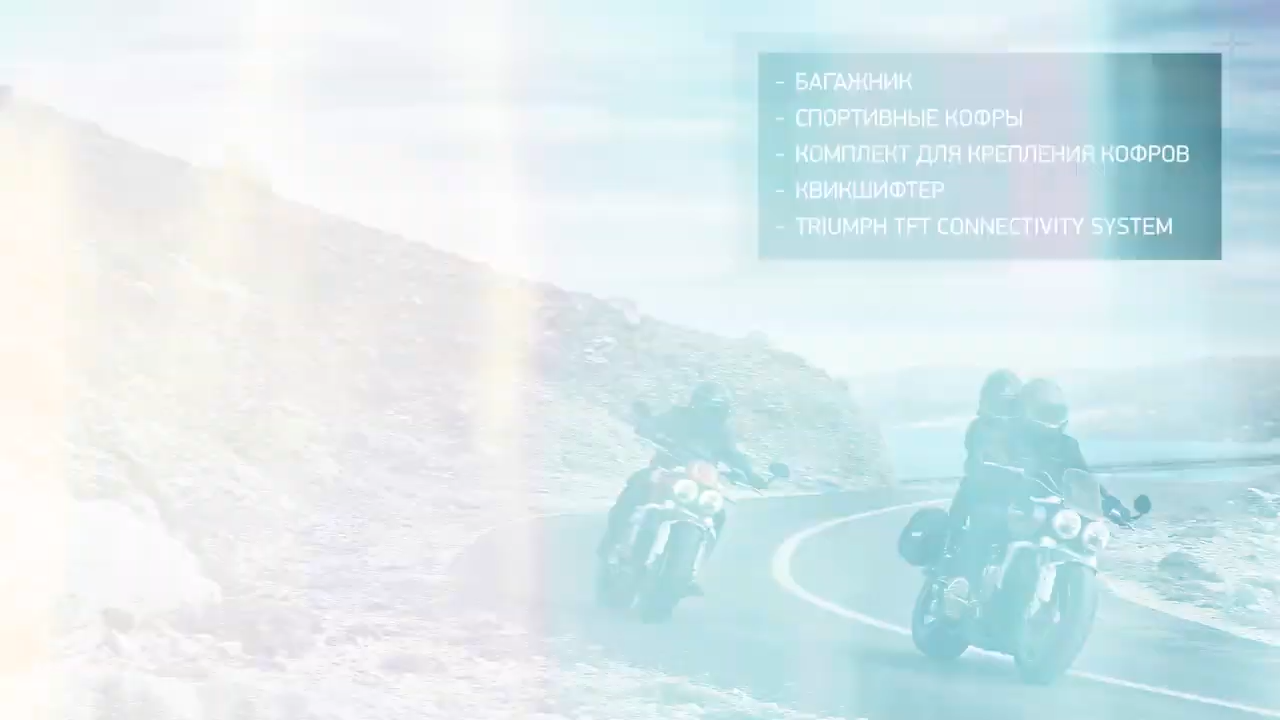 - БАГАЖНИК
- СПОРТИВНЫЕ КОФРЫ
- КОМПЛЕКТ ДЛЯ КРЕПЛЕНИЯ КОФРОВ
- КВИКШИФТЕР
- TRIUMPH TFT CONNECTIVITY SYSTEM